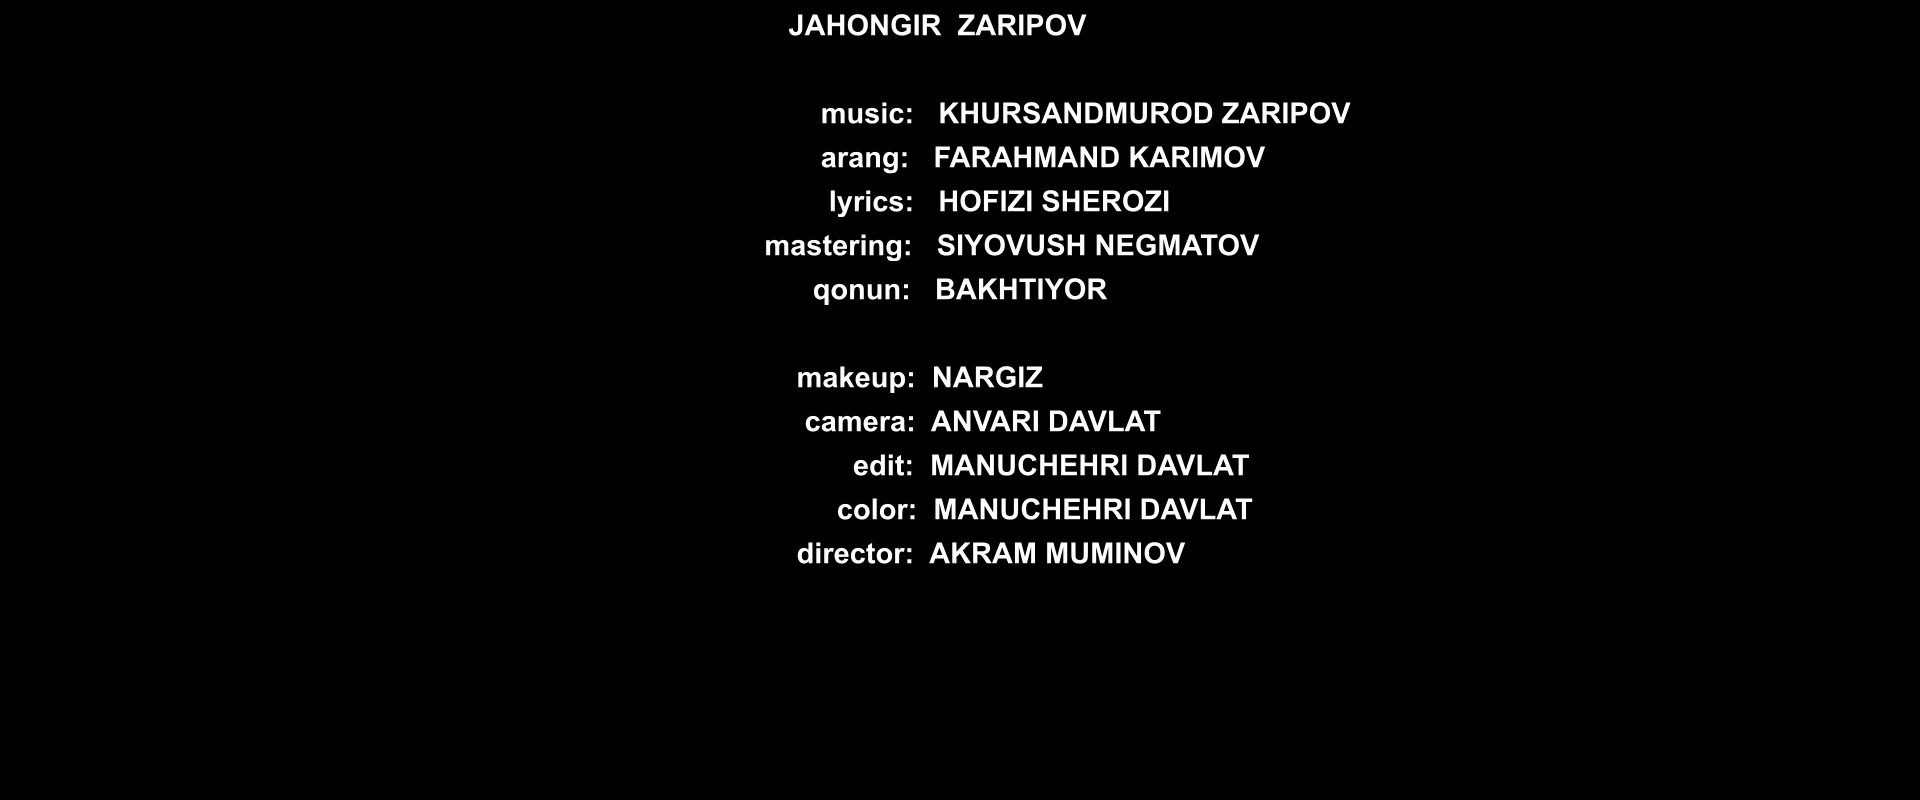 JAHONGIR ZARIPOV
music: KHURSANDMUROD ZARIPOV
arang: FARAHMAND KARIMOV
lyrics: HOFIZI SHEROZI
mastering: SIYOVUSH NEGMATOV
qonun: BAKHTIYOR
makeup: NARGIZ
camera: ANVARI DAVLAT
edit: MANUCHEHRI DAVLAT
color: MANUCHEHRI DAVLAT
director: AKRAM MUMINOV